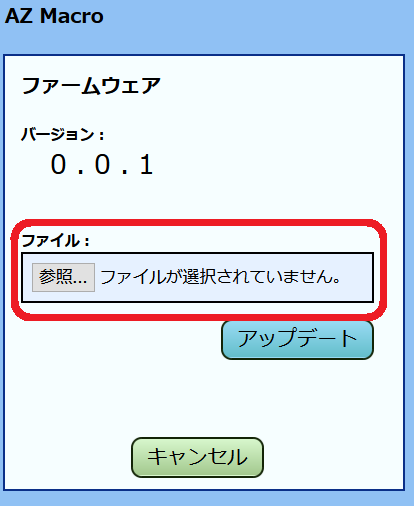 AZ Macro
ファームウェア
バージョン：
０．０．１
ファイル：
参照... ファイルが選択されていません。
アップデート
キャンセル